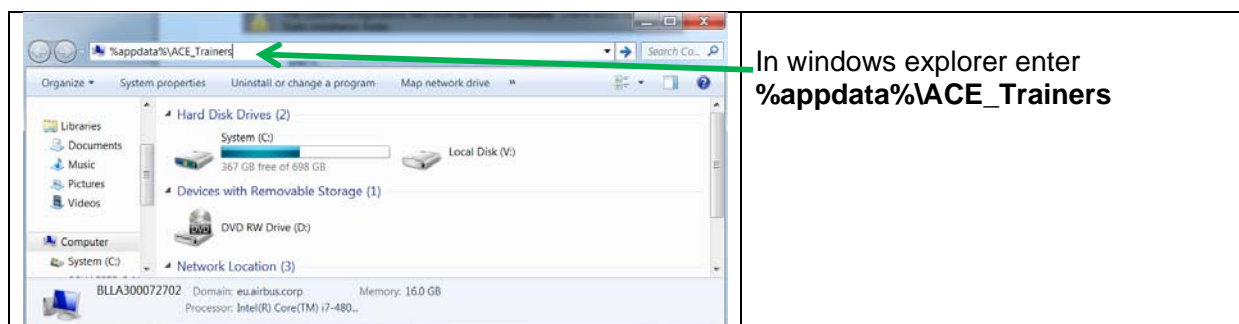 %appdata%\ACE_Trainers
Search Co...
Organize
System properties
Uninstall or change a program
Map network drive
»
Libraries
Documents
Music
Pictures
Videos
Computer
System (C:)
Hard Disk Drives (2)
System (C:)
367 GB free of 698 GB
Local Disk (V:)
Devices with Removable Storage (1)
DVD
DVD RW Drive (D:)
Network Location (3)
BLLA300072702 Domain: eu.airbus.corp Memory: 16.0 GB
Processor: Intel(R) Core(TM) i7-480...
In windows explorer enter
%appdata%\ACE_Trainers